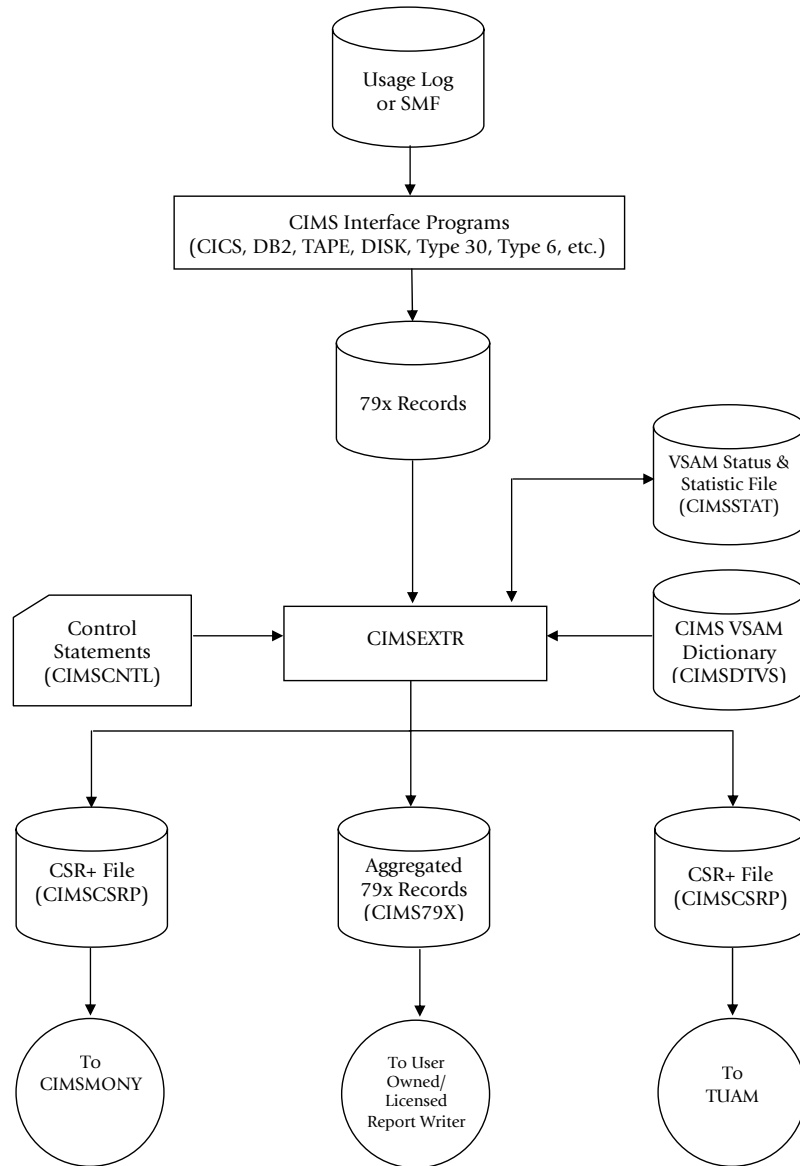 Usage Log
or SMF
CIMS Interface Programs
(CICS, DB2, TAPE, DISK, Type 30, Type 6, etc.)
79x Records
VSAM Status &
Statistic File
(CIMSSTAT)
Control
Statements
(CIMSCNTL)
CIMSEXTR
CIMS VSAM
Dictionary
(CIMSDTVS)
CSR+ File
(CIMSCSRP)
Aggregated
79x Records
(CIMS79X)
CSR+ File
(CIMSCSRP)
To
CIMSMONY
To User
Owned/
Licensed
Report Writer
To
TUAM